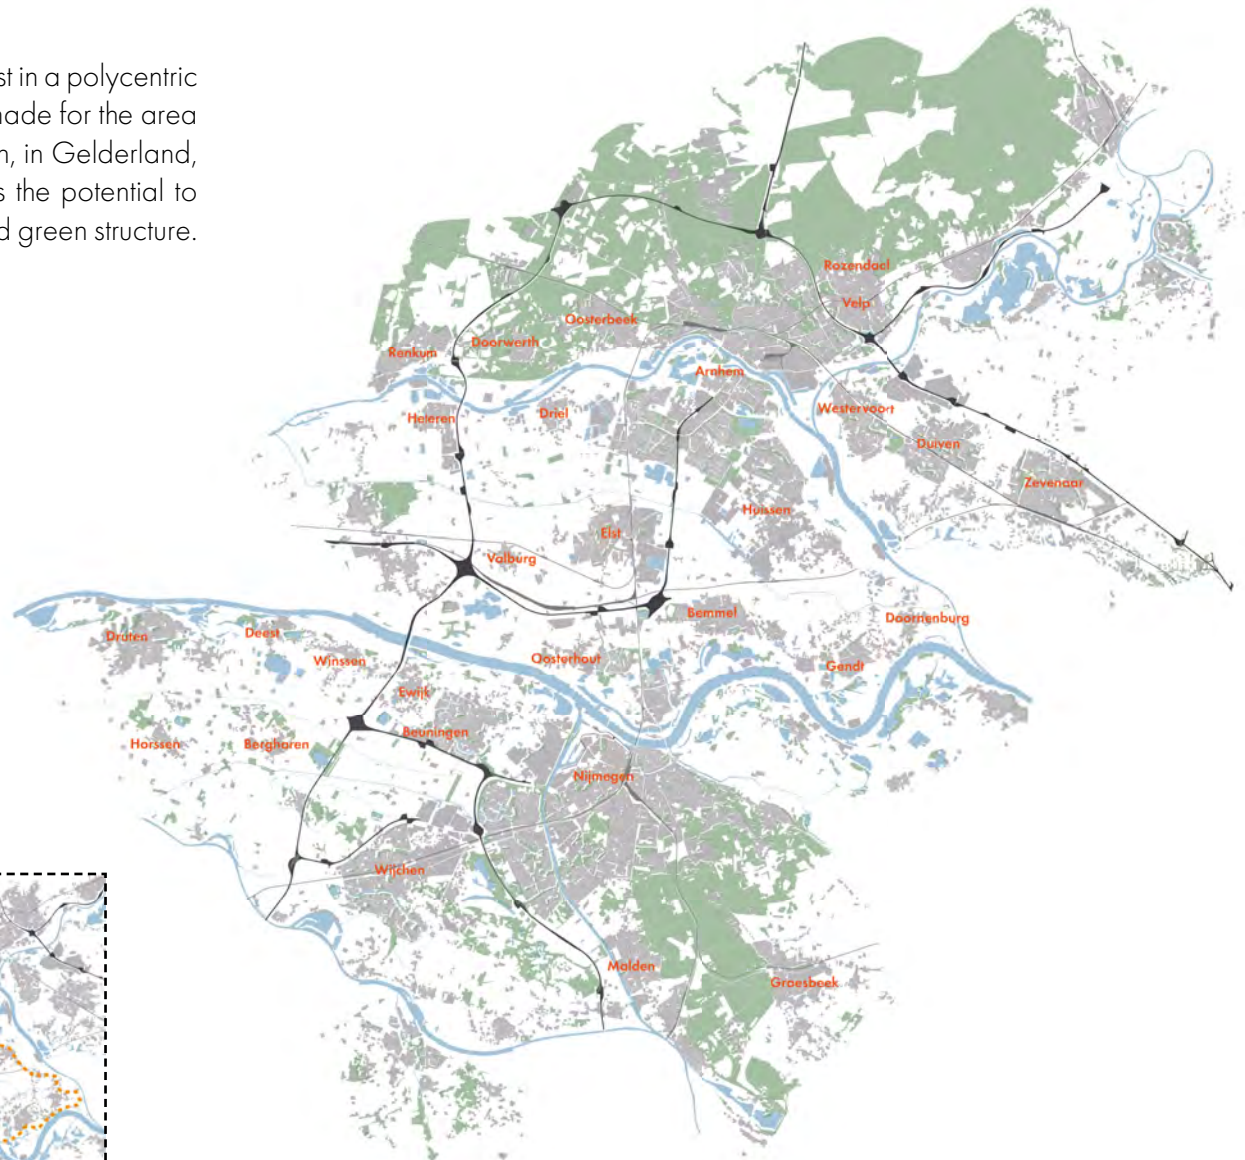 st in a polycentric
nade for the area
n, in Gelderland,
s the potential to
d green structure.
Rozendaal
Velp
Oosterbeek
Doorwerth
Renkum
Arnhem
Heteren
Driel
Westervoort
Duiven
Zevenaar
Huissen
Elst
Valburg
Bemmel
Doornenburg
Druten
Deest
Winssen
Oosterhout
Gendt
Ewijk
Beuningen
Horssen
Bergharen
Nijmegen
Wijchen
Malden
Groesbeek